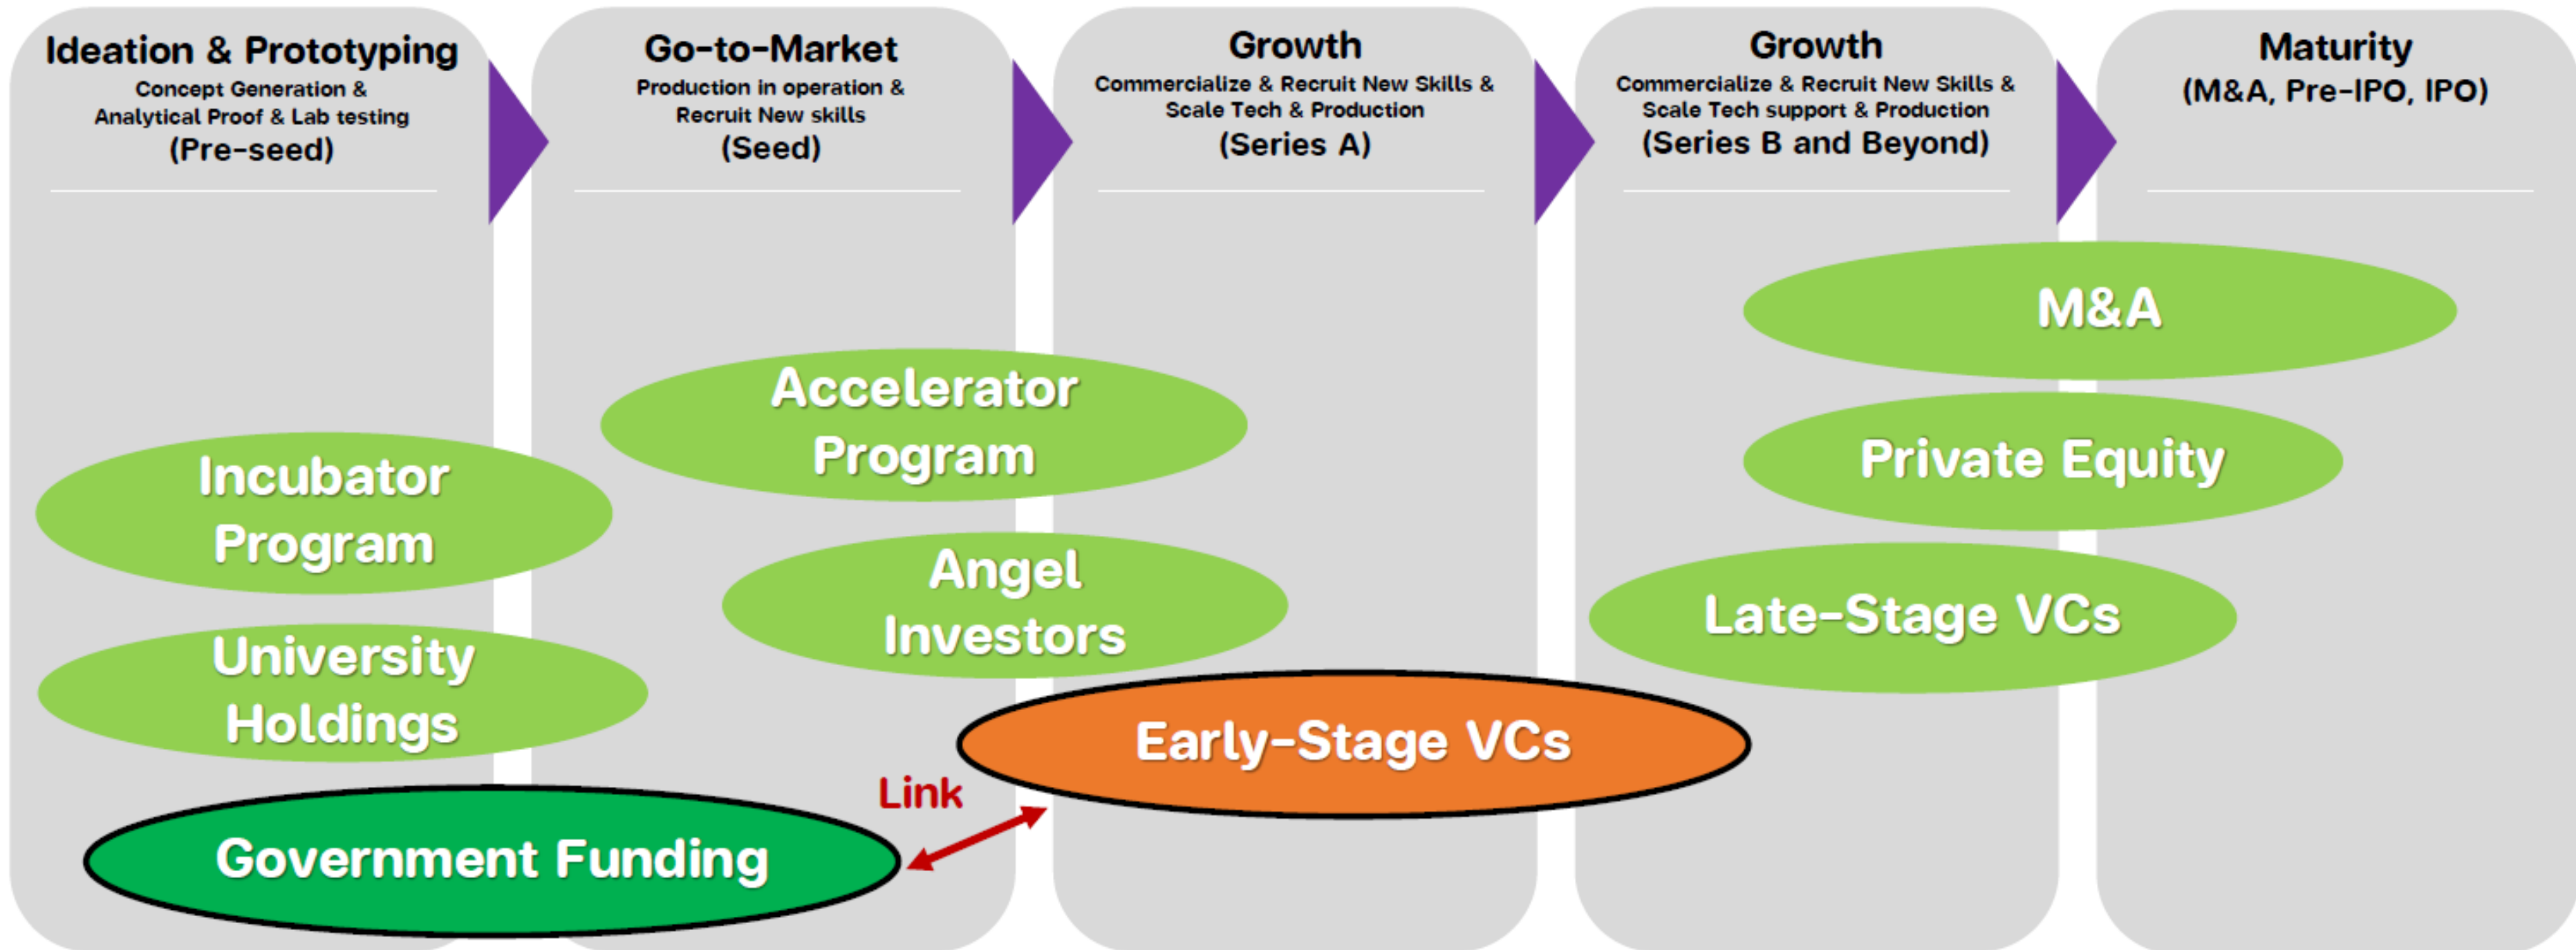 Ideation & Prototyping
Concept Generation &
Analytical Proof & Lab testing
(Pre-seed)
Go-to-Market
Production in operation &
Recruit New skills
(Seed)
Growth
Commercialize & Recruit New Skills &
Scale Tech & Production
(Series A)
Growth
Commercialize & Recruit New Skills &
Scale Tech support & Production
(Series B and Beyond)
Maturity
(M&A, Pre-IPO, IPO)
M&A
Accelerator
Program
Private Equity
Incubator
Program
Angel
Investors
Late-Stage VCs
University
Holdings
Early-Stage VCs
Link
Government Funding